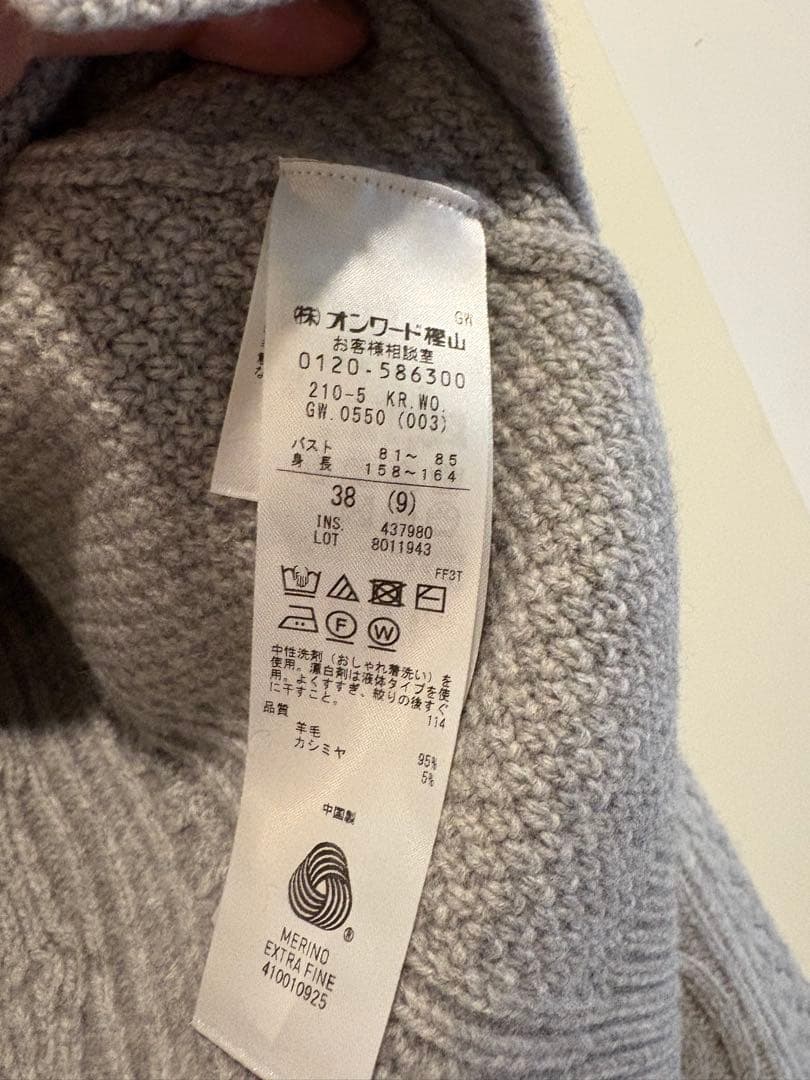 GW
(株)オンワード樫山
お客様相談室
0120-586300
210-5 KR.WO.
GW.0550 (003)
バスト 81～ 85
身長 158～164
38 (9)
INS. 437980
LOT 8011943
FF3T
F
W
中性洗剤（おしゃれ着洗い）を
使用。漂白剤は液体タイプを使
用。よくすすぎ、絞りの後すぐ
に干すこと。
114
品質
羊毛 95%
カシミヤ 5%
中国製
®
MERINO
EXTRA FINE
410010925